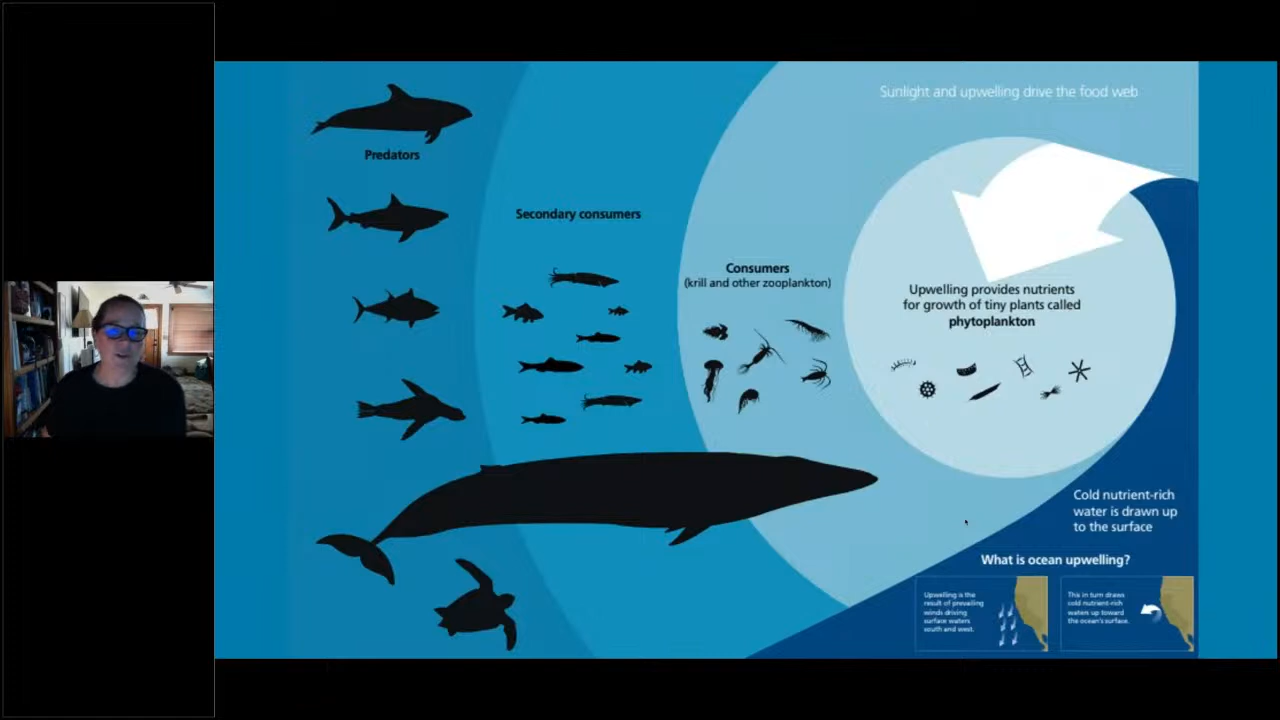 Sunlight and upwelling drive the food web
Predators
Secondary consumers
Consumers
(krill and other zooplankton)
Upwelling provides nutrients
for growth of tiny plants called
phytoplankton
Cold nutrient-rich
water is drawn up
to the surface
What is ocean upwelling?
Upwelling is the
result of prevailing
winds driving
surface waters
south and west.
This in turn draws
cold nutrient-rich
waters up toward
the ocean's surface.